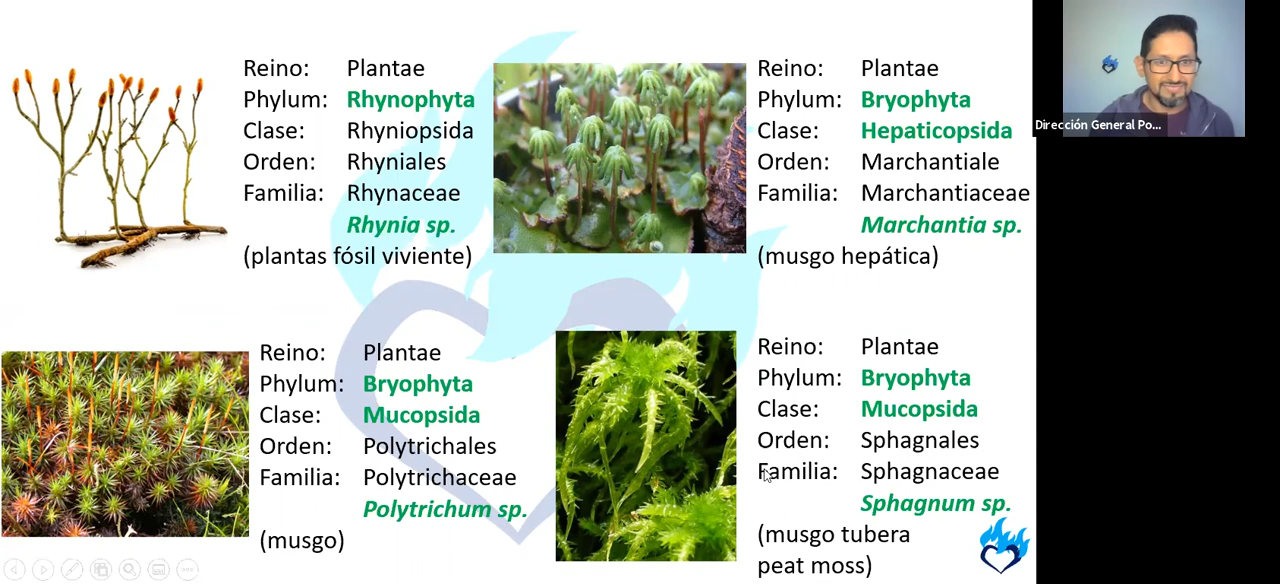 Reino: Plantae
Phylum: Rhynophyta
Clase: Rhyniopsida
Orden: Rhyniales
Familia: Rhynaceae
Rhynia sp.
(plantas fósil viviente)
Reino: Plantae
Phylum: Bryophyta
Clase: Hepaticopsida
Orden: Marchantiale
Familia: Marchantiaceae
Marchantia sp.
(musgo hepática)
Dirección General Po...
Reino: Plantae
Phylum: Bryophyta
Clase: Mucopsida
Orden: Polytrichales
Familia: Polytrichaceae
Polytrichum sp.
(musgo)
Reino: Plantae
Phylum: Bryophyta
Clase: Mucopsida
Orden: Sphagnales
Familia: Sphagnaceae
Sphagnum sp.
(musgo tubera
peat moss)